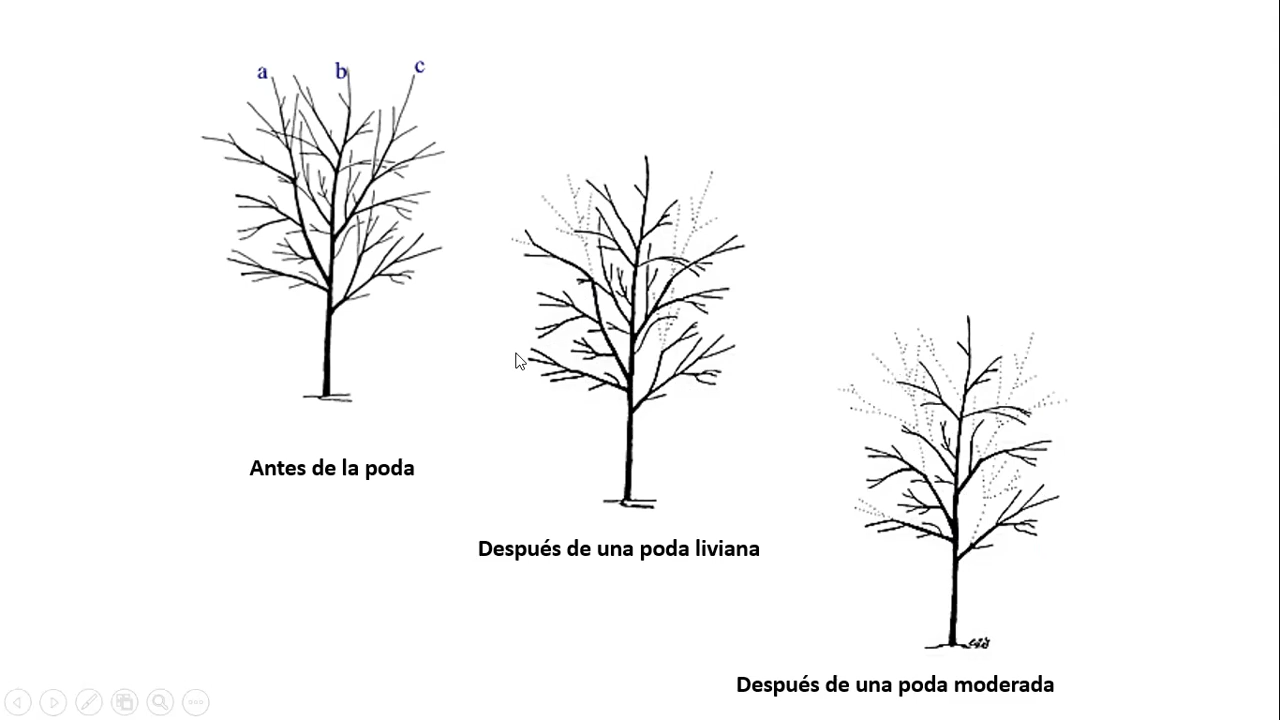 a
b
c
Antes de la poda
Después de una poda liviana
Después de una poda moderada